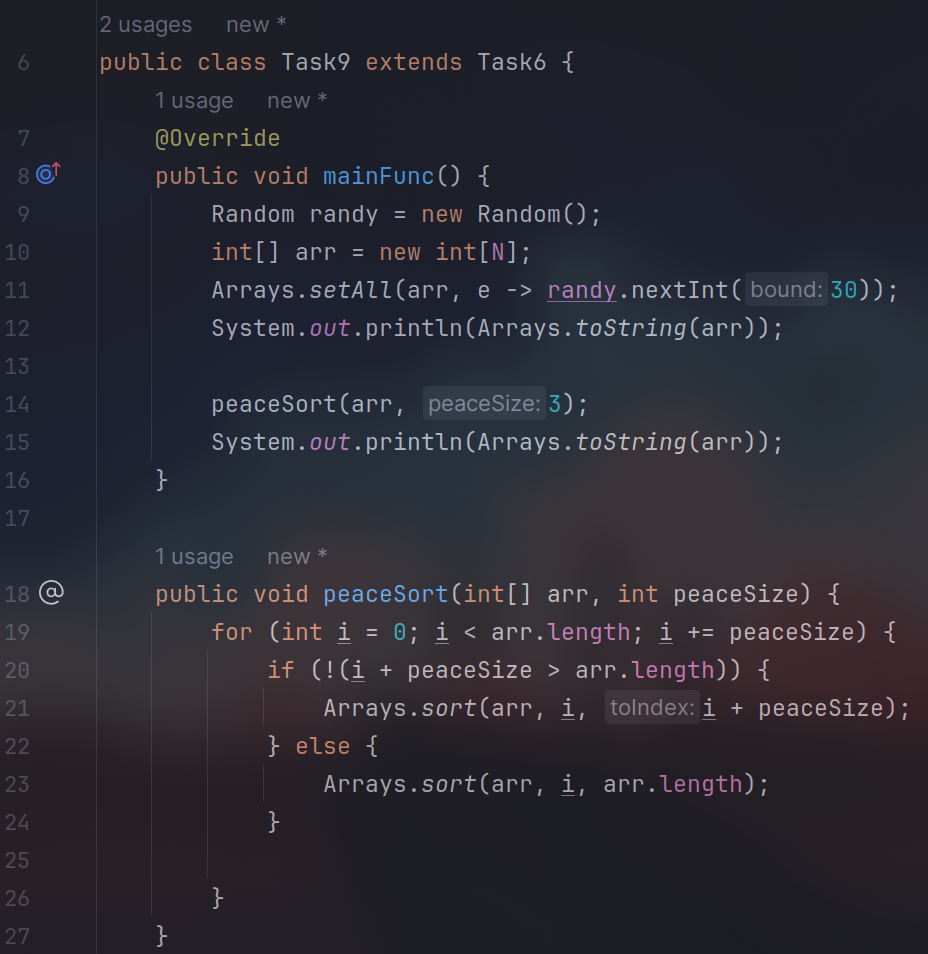 2 usages new *
6 public class Task9 extends Task6 {
1 usage new *
7 @Override
8 public void mainFunc() {
9 Random randy = new Random();
10 int[] arr = new int[N];
11 Arrays.setAll(arr, e -> randy.nextInt( bound: 30));
12 System.out.println(Arrays.toString(arr));
13
14 peaceSort(arr, peaceSize: 3);
15 System.out.println(Arrays.toString(arr));
16 }
17
1 usage new *
18 @ public void peaceSort(int[] arr, int peaceSize) {
19 for (int i = 0; i < arr.length; i += peaceSize) {
20 if (!(i + peaceSize > arr.length)) {
21 Arrays.sort(arr, i, toIndex: i + peaceSize);
22 } else {
23 Arrays.sort(arr, i, arr.length);
24 }
25
26 }
27 }